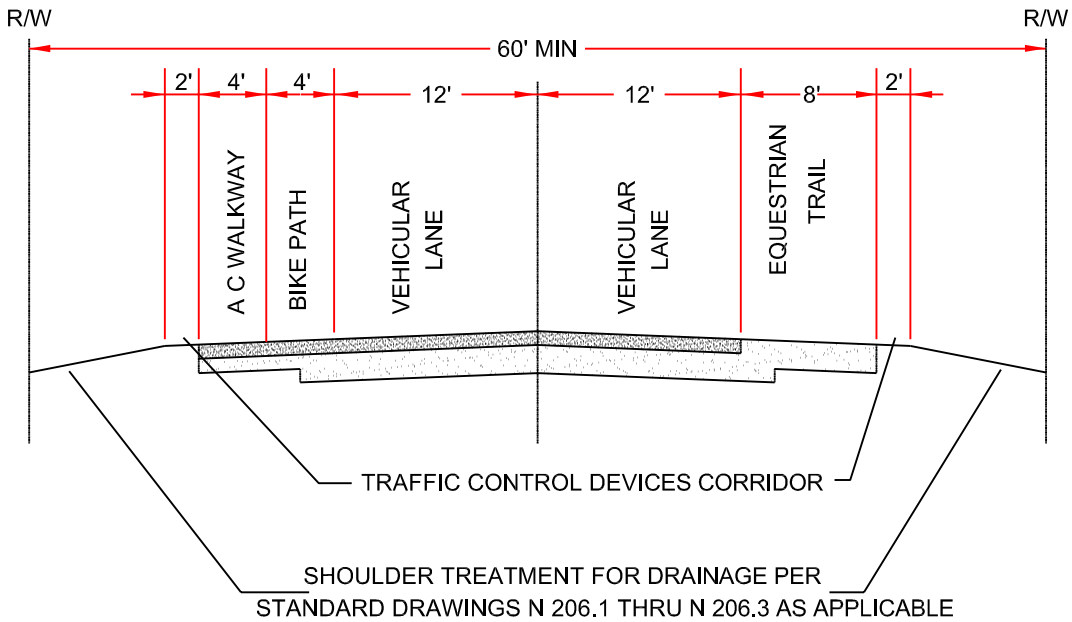 R/W
R/W
60' MIN
2'
4'
4'
12'
12'
8'
2'
A C WALKWAY
BIKE PATH
VEHICULAR
LANE
VEHICULAR
LANE
EQUESTRIAN
TRAIL
TRAFFIC CONTROL DEVICES CORRIDOR
SHOULDER TREATMENT FOR DRAINAGE PER
STANDARD DRAWINGS N 206.1 THRU N 206.3 AS APPLICABLE